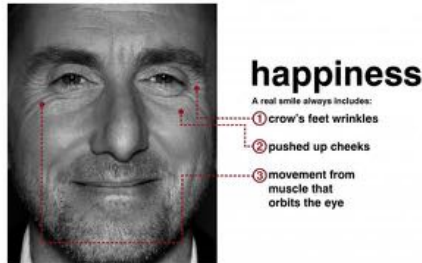 happiness
A real smile always includes:
1 crow's feet wrinkles
2 pushed up cheeks
3 movement from
muscle that
orbits the eye